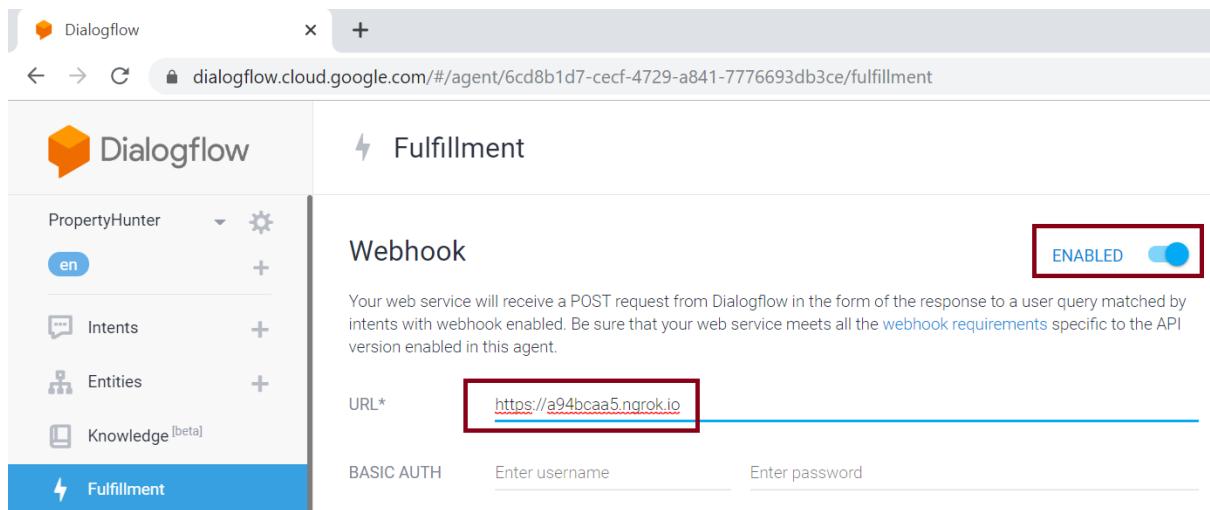 Dialogflow
dialogflow.cloud.google.com/#/agent/6cd8b1d7-cecf-4729-a841-7776693db3ce/fulfillment
Dialogflow
Fulfillment
PropertyHunter
en
Intents
Entities
Knowledge [beta]
Fulfillment
Webhook
ENABLED
Your web service will receive a POST request from Dialogflow in the form of the response to a user query matched by
intents with webhook enabled. Be sure that your web service meets all the webhook requirements specific to the API
version enabled in this agent.
URL* https://a94bcaa5.ngrok.io
BASIC AUTH Enter username Enter password